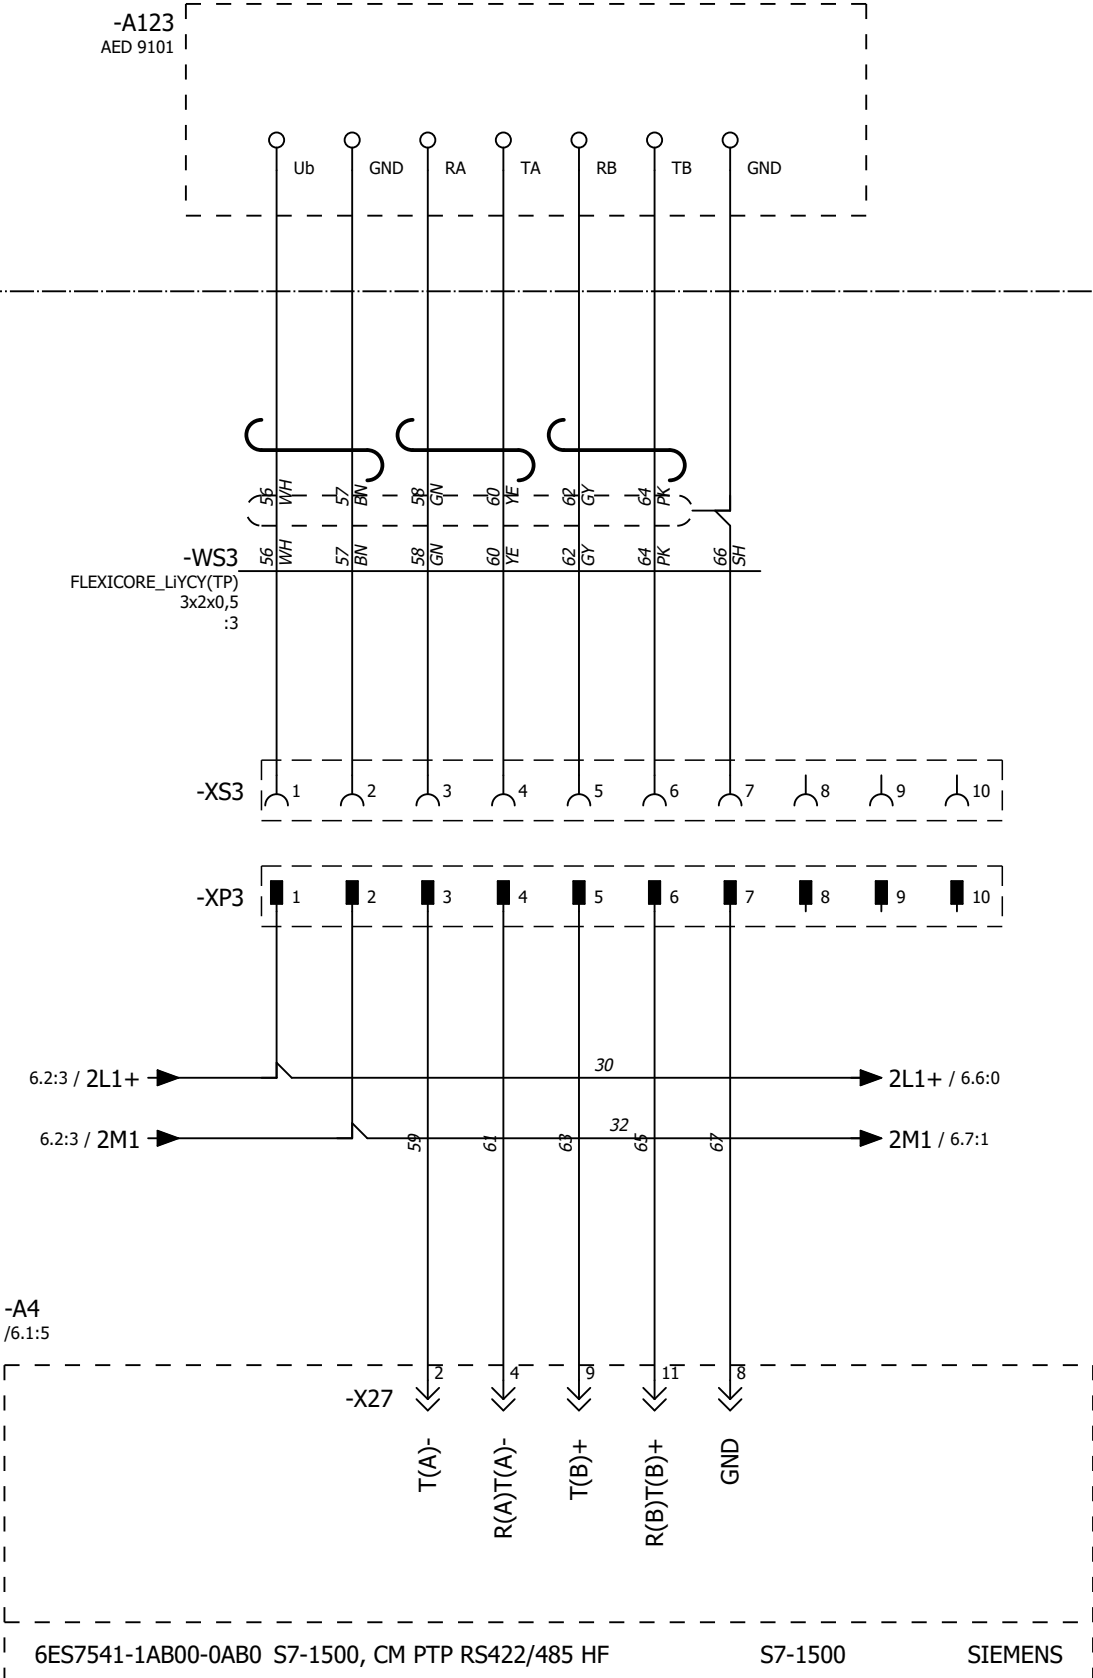 -A123
AED 9101
Ub GND RA TA RB TB GND
56 WH 57 BN 58 GN 60 YE 62 GY 64 PK
-WS3 56 WH 57 BN 58 GN 60 YE 62 GY 64 PK 66 SH
FLEXICORE_LiYCY(TP)
3x2x0,5
:3
-XS3 1 2 3 4 5 6 7 8 9 10
-XP3 1 2 3 4 5 6 7 8 9 10
6.2:3 / 2L1+ 30 2L1+ / 6.6:0
6.2:3 / 2M1 59 61 63 32 65 67 2M1 / 6.7:1
-A4
/6.1:5
-X27 2 4 9 11 8
T(A)-
R(A)T(A)-
T(B)+
R(B)T(B)+
GND
6ES7541-1AB00-0AB0 S7-1500, CM PTP RS422/485 HF S7-1500 SIEMENS